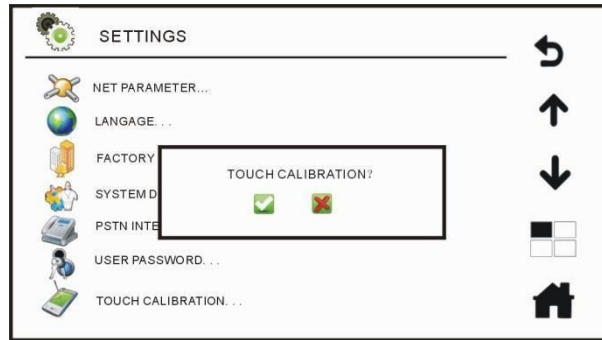 SETTINGS
NET PARAMETER...
LANGAGE. . .
FACTORY
SYSTEM D
PSTN INTE
TOUCH CALIBRATION?
USER PASSWORD. . .
TOUCH CALIBRATION. . .